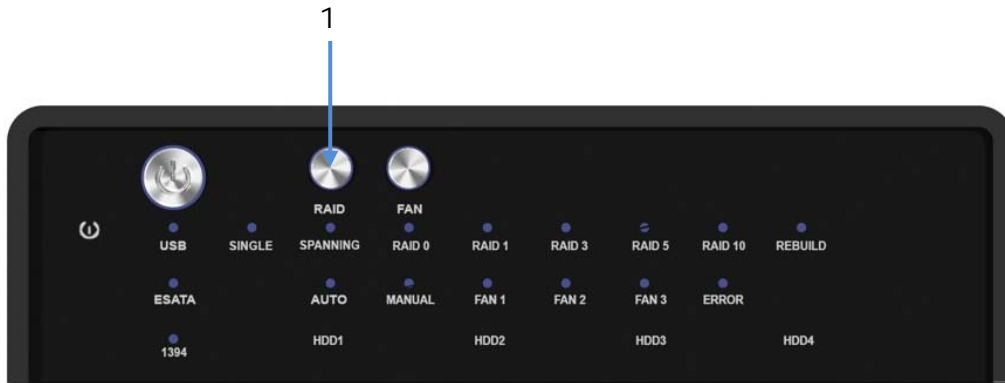 1
RAID FAN
USB SINGLE SPANNING RAID 0 RAID 1 RAID 3 RAID 5 RAID 10 REBUILD
ESATA AUTO MANUAL FAN 1 FAN 2 FAN 3 ERROR
HDD1 HDD2 HDD3 HDD4
1394